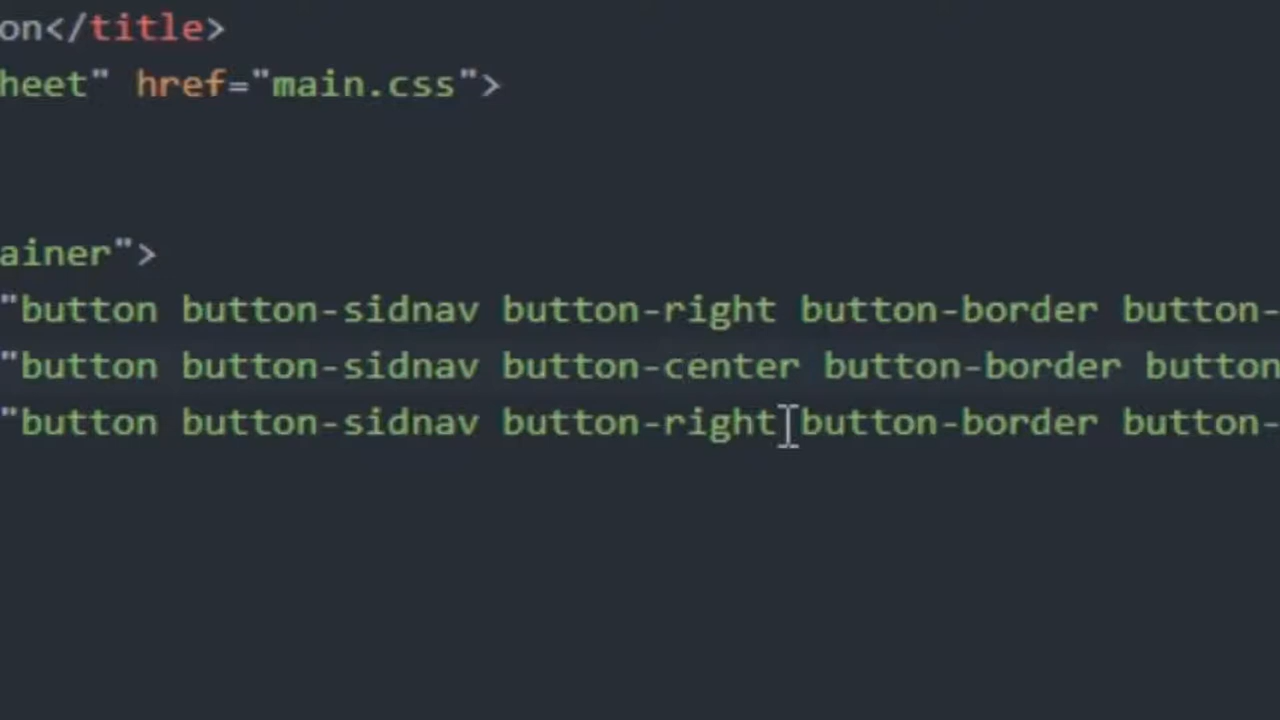 on</title>
heet" href="main.css">
ainer">
"button button-sidnav button-right button-border button-
"button button-sidnav button-center button-border button
"button button-sidnav button-right button-border button-